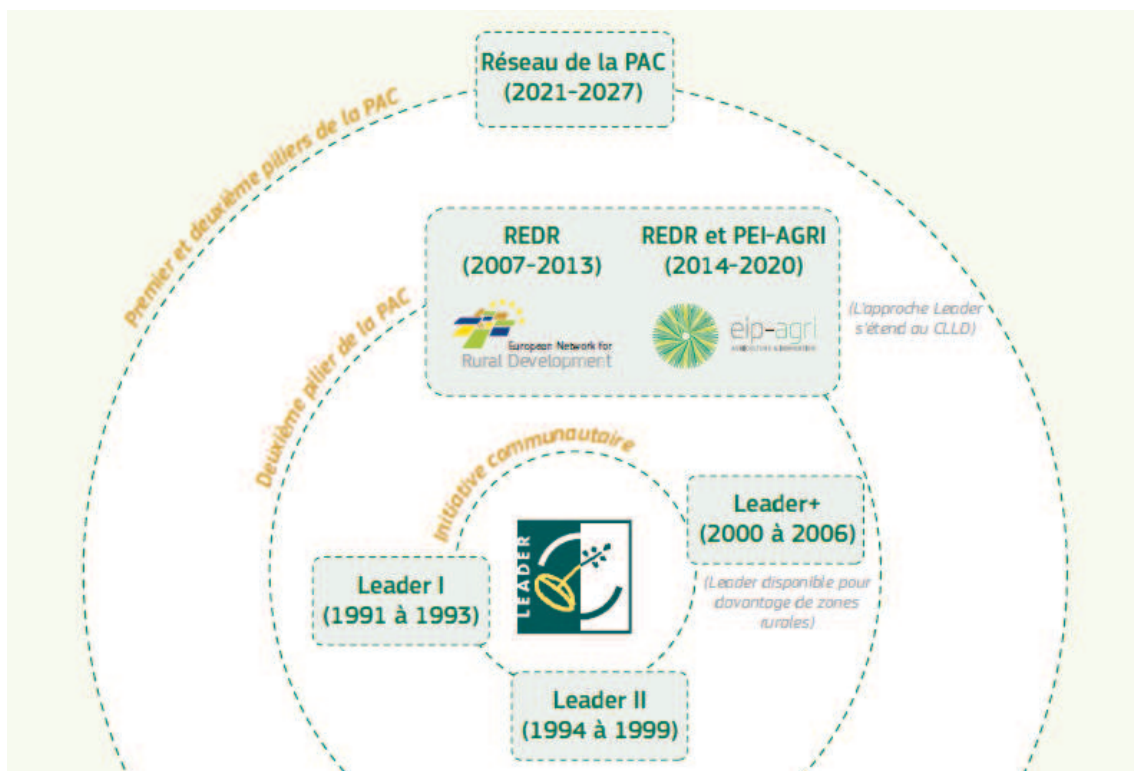 Réseau de la PAC
(2021-2027)
Premier et deuxième piliers de la PAC
REDR
(2007-2013)
REDR et PEI-AGRI
(2014-2020)
European Network for
Rural Development
eip-agri
AGRICULTURE & INNOVATION
(L'approche Leader
s'étend au CLLD)
Deuxième pilier de la PAC
Initiative communautaire
Leader+
(2000 à 2006)
(Leader disponible pour
davantage de zones
rurales)
LEADER
Leader I
(1991 à 1993)
Leader II
(1994 à 1999)